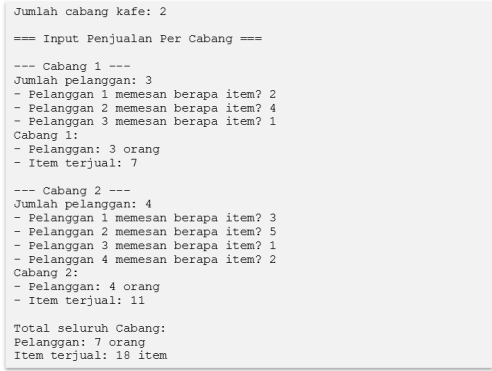 Jumlah cabang kafe: 2
=== Input Penjualan Per Cabang ===
--- Cabang 1 ---
Jumlah pelanggan: 3
- Pelanggan 1 memesan berapa item? 2
- Pelanggan 2 memesan berapa item? 4
- Pelanggan 3 memesan berapa item? 1
Cabang 1:
- Pelanggan: 3 orang
- Item terjual: 7
--- Cabang 2 ---
Jumlah pelanggan: 4
- Pelanggan 1 memesan berapa item? 3
- Pelanggan 2 memesan berapa item? 5
- Pelanggan 3 memesan berapa item? 1
- Pelanggan 4 memesan berapa item? 2
Cabang 2:
- Pelanggan: 4 orang
- Item terjual: 11
Total seluruh Cabang:
Pelanggan: 7 orang
Item terjual: 18 item